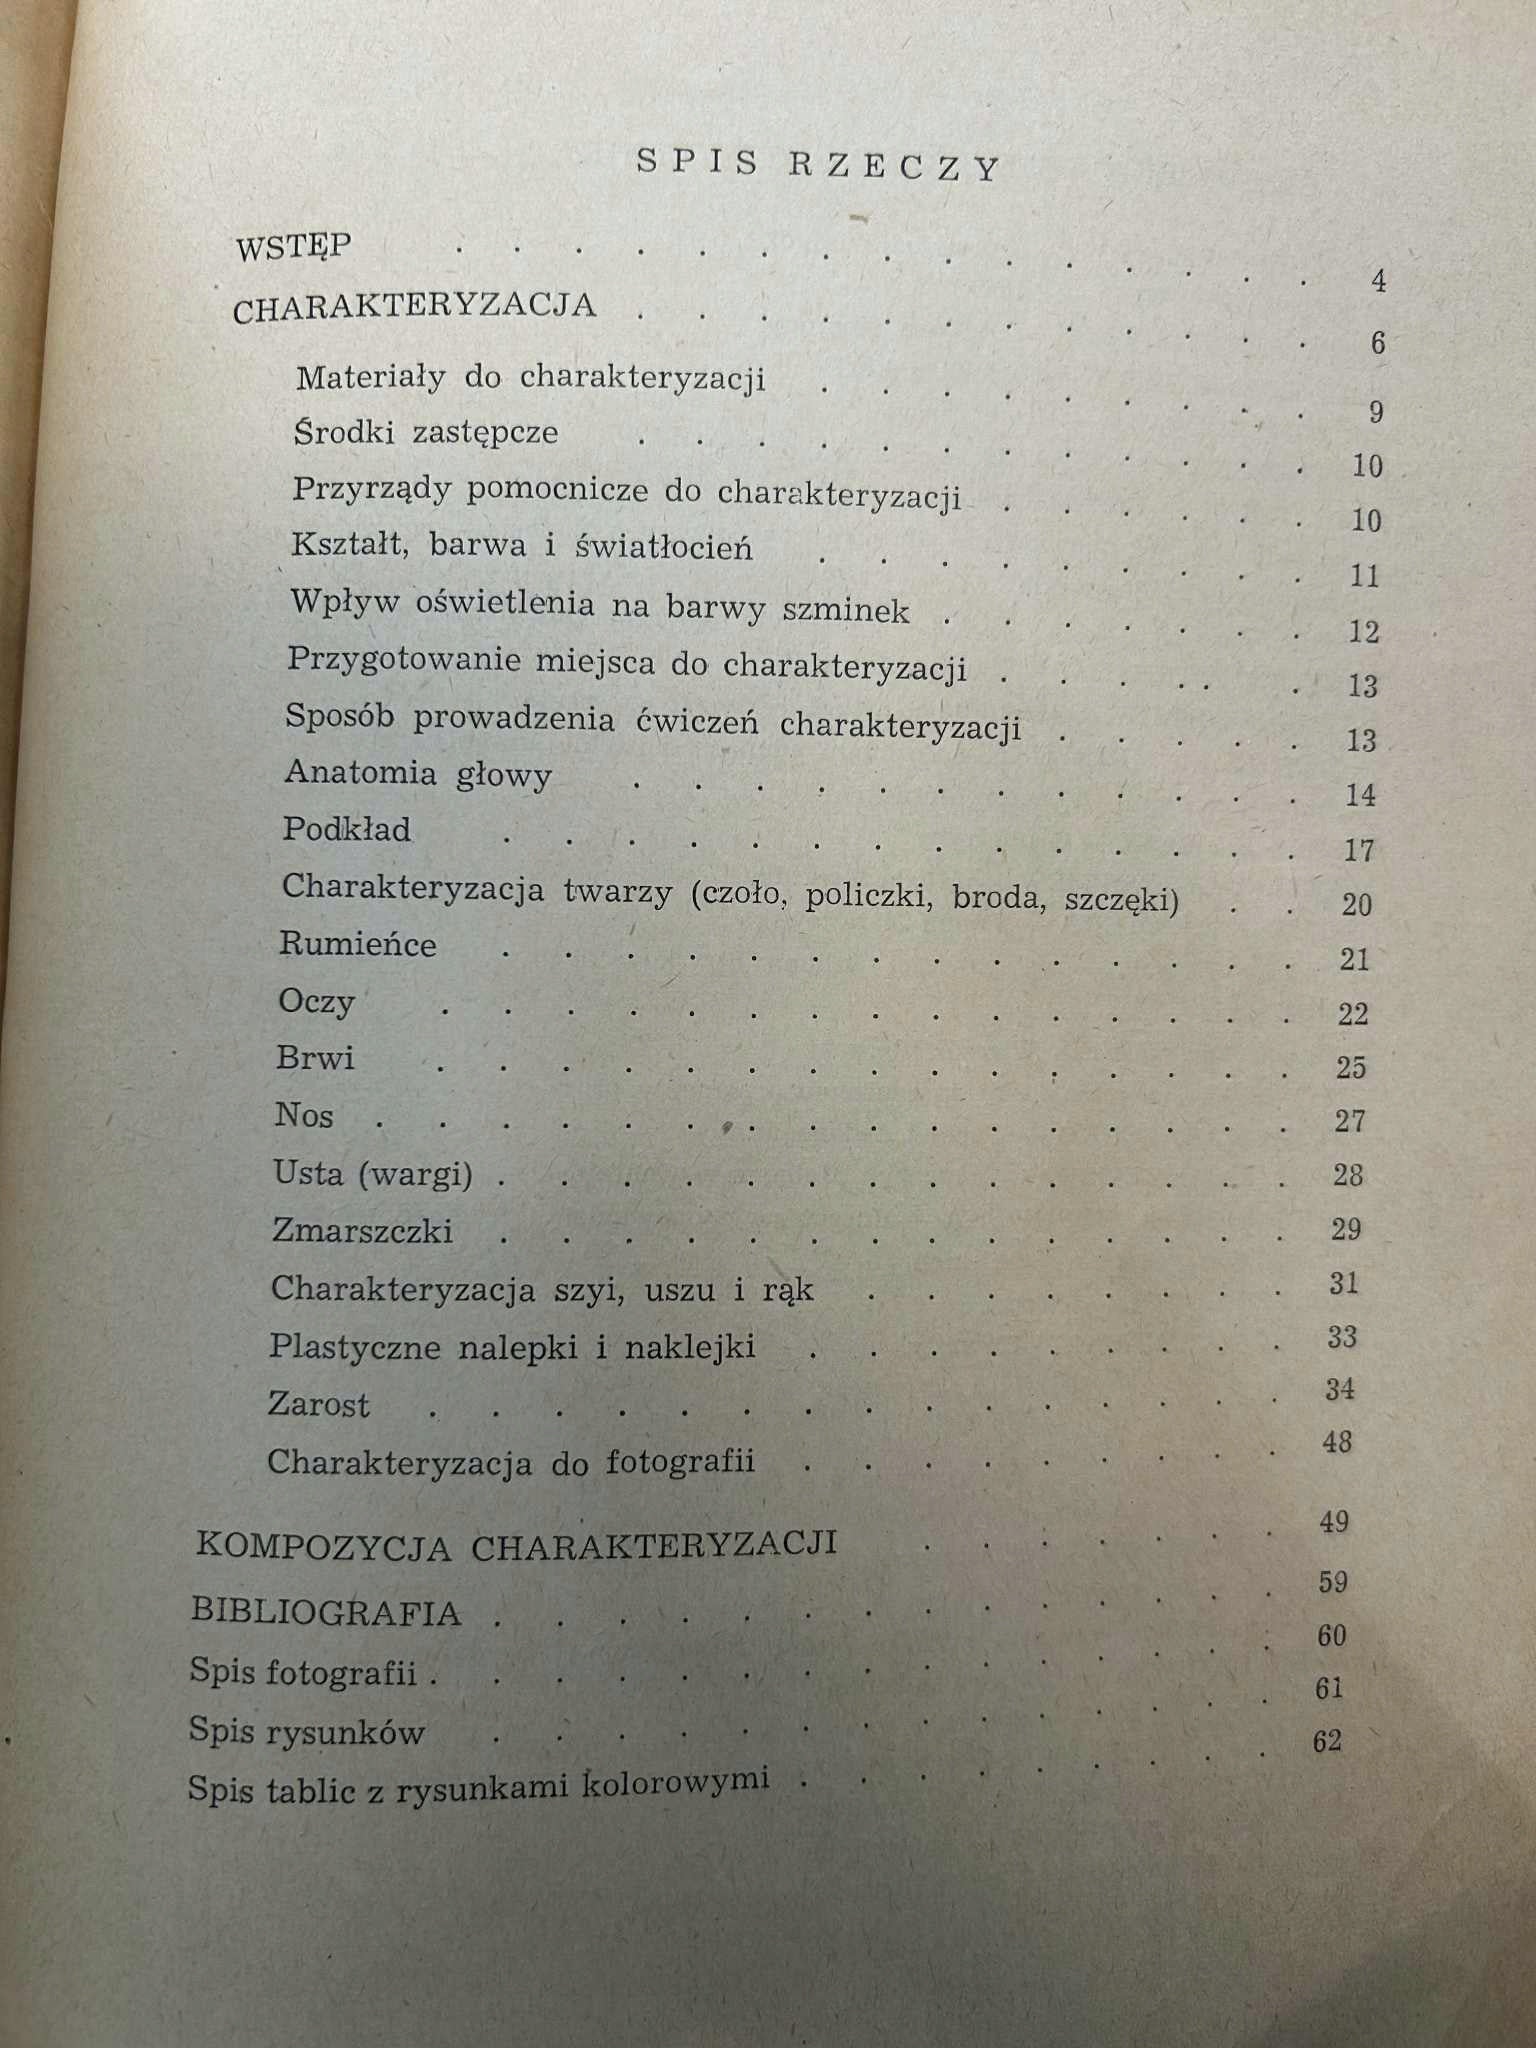 SPIS RZECZY
WSTĘP . . . . . . . . . . . . . . . 4
CHARAKTERYZACJA . . . . . . . . . . . . 6
Materiały do charakteryzacji . . . . . . . . . 9
Środki zastępcze . . . . . . . . . . . . 10
Przyrządy pomocnicze do charakteryzacji . . . . . . 10
Kształt, barwa i światłocień . . . . . . . . . 11
Wpływ oświetlenia na barwy szminek . . . . . . . 12
Przygotowanie miejsca do charakteryzacji . . . . . . 13
Sposób prowadzenia ćwiczeń charakteryzacji . . . . . 13
Anatomia głowy . . . . . . . . . . . . 14
Podkład . . . . . . . . . . . . . . 17
Charakteryzacja twarzy (czoło, policzki, broda, szczęki) . . 20
Rumieńce . . . . . . . . . . . . . . 21
Oczy . . . . . . . . . . . . . . . 22
Brwi . . . . . . . . . . . . . . . 25
Nos . . . . . . . . . . . . . . . . 27
Usta (wargi) . . . . . . . . . . . . . . 28
Zmarszczki . . . . . . . . . . . . . . 29
Charakteryzacja szyi, uszu i rąk . . . . . . . . 31
Plastyczne nalepki i naklejki . . . . . . . . . 33
Zarost . . . . . . . . . . . . . . . 34
Charakteryzacja do fotografii . . . . . . . . . 48
KOMPOZYCJA CHARAKTERYZACJI . . . . . . . 49
BIBLIOGRAFIA . . . . . . . . . . . . . . 59
Spis fotografii . . . . . . . . . . . . . . . 60
Spis rysunków . . . . . . . . . . . . . . 61
Spis tablic z rysunkami kolorowymi . . . . . . . . . 62